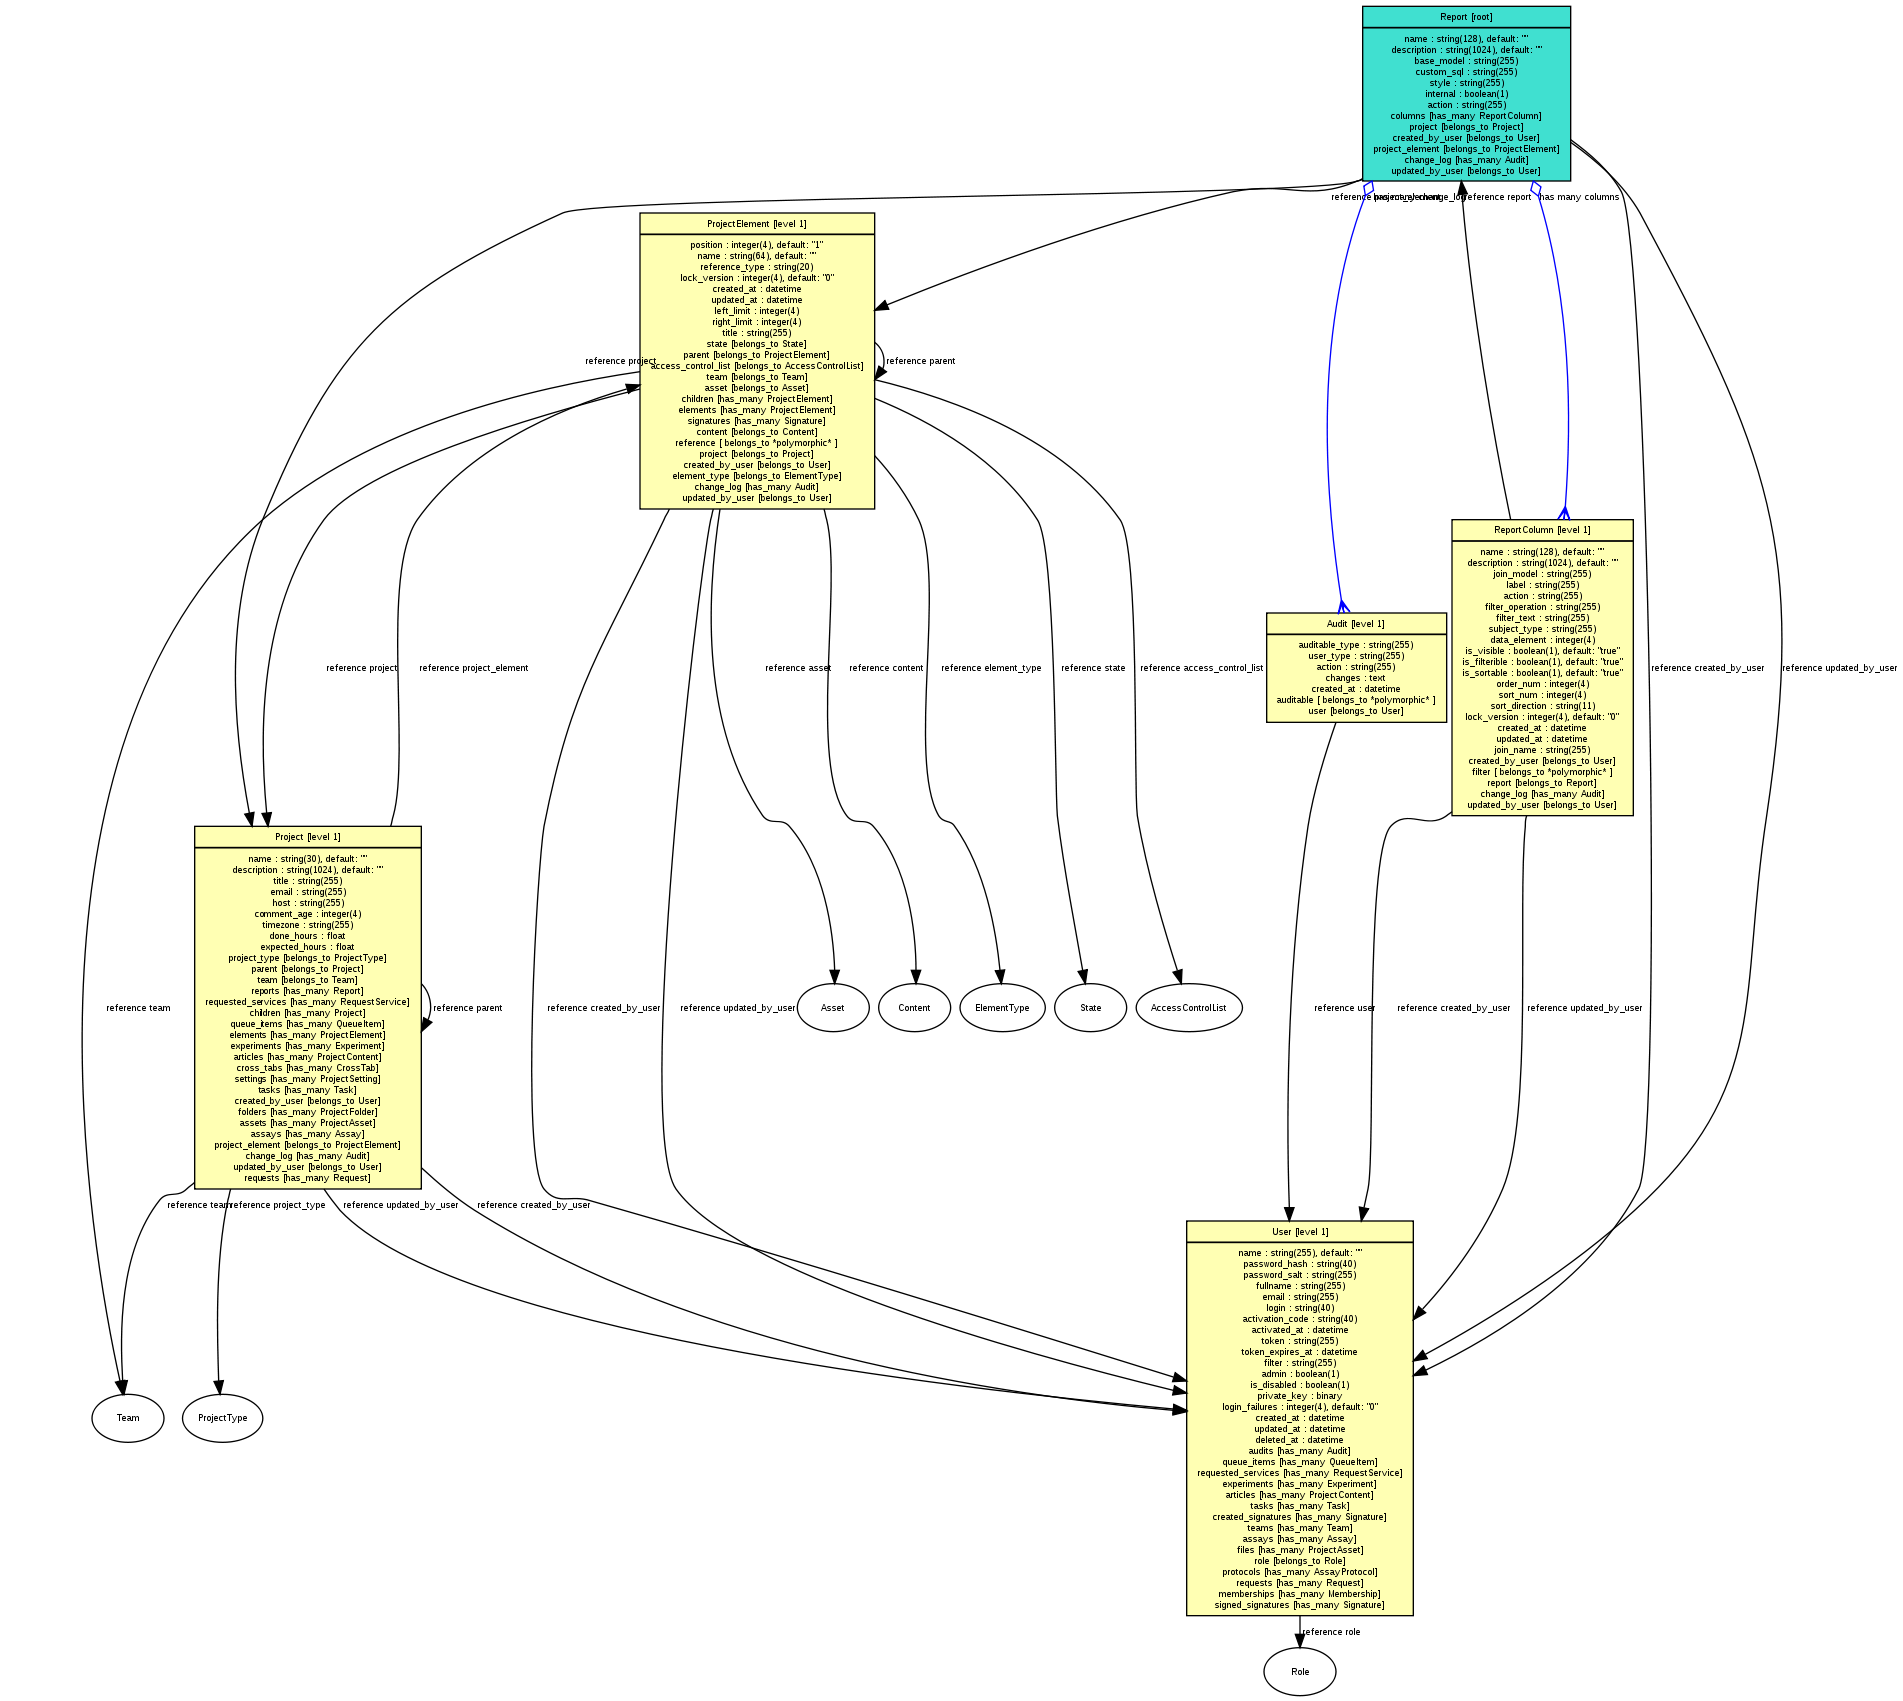 Report [root]
name : string(128), default: ""
description : string(1024), default: ""
base_model : string(255)
custom_sql : string(255)
style : string(255)
internal : boolean(1)
action : string(255)
columns [has_many ReportColumn]
project [belongs_to Project]
created_by_user [belongs_to User]
project_element [belongs_to ProjectElement]
change_log [has_many Audit]
updated_by_user [belongs_to User]
reference project_element
has many change_log
reference report
has many columns
ProjectElement [level 1]
position : integer(4), default: "1"
name : string(64), default: ""
reference_type : string(20)
lock_version : integer(4), default: "0"
created_at : datetime
updated_at : datetime
left_limit : integer(4)
right_limit : integer(4)
title : string(255)
state [belongs_to State]
parent [belongs_to ProjectElement]
access_control_list [belongs_to AccessControlList]
team [belongs_to Team]
asset [belongs_to Asset]
children [has_many ProjectElement]
elements [has_many ProjectElement]
signatures [has_many Signature]
content [belongs_to Content]
reference [ belongs_to *polymorphic* ]
project [belongs_to Project]
created_by_user [belongs_to User]
element_type [belongs_to ElementType]
change_log [has_many Audit]
updated_by_user [belongs_to User]
reference project
reference parent
ReportColumn [level 1]
name : string(128), default: ""
description : string(1024), default: ""
join_model : string(255)
label : string(255)
action : string(255)
filter_operation : string(255)
filter_text : string(255)
subject_type : string(255)
data_element : integer(4)
is_visible : boolean(1), default: "true"
is_filterible : boolean(1), default: "true"
is_sortable : boolean(1), default: "true"
order_num : integer(4)
sort_num : integer(4)
sort_direction : string(11)
lock_version : integer(4), default: "0"
created_at : datetime
updated_at : datetime
join_name : string(255)
created_by_user [belongs_to User]
filter [ belongs_to *polymorphic* ]
report [belongs_to Report]
change_log [has_many Audit]
updated_by_user [belongs_to User]
Audit [level 1]
auditable_type : string(255)
user_type : string(255)
action : string(255)
changes : text
created_at : datetime
auditable [ belongs_to *polymorphic* ]
user [belongs_to User]
reference project
reference project_element
reference asset
reference content
reference element_type
reference state
reference access_control_list
reference created_by_user
reference updated_by_user
Project [level 1]
name : string(30), default: ""
description : string(1024), default: ""
title : string(255)
email : string(255)
host : string(255)
comment_age : integer(4)
timezone : string(255)
done_hours : float
expected_hours : float
project_type [belongs_to ProjectType]
parent [belongs_to Project]
team [belongs_to Team]
reports [has_many Report]
requested_services [has_many RequestService]
children [has_many Project]
queue_items [has_many QueueItem]
elements [has_many ProjectElement]
experiments [has_many Experiment]
articles [has_many ProjectContent]
cross_tabs [has_many CrossTab]
settings [has_many ProjectSetting]
tasks [has_many Task]
created_by_user [belongs_to User]
folders [has_many ProjectFolder]
assets [has_many ProjectAsset]
assays [has_many Assay]
project_element [belongs_to ProjectElement]
change_log [has_many Audit]
updated_by_user [belongs_to User]
requests [has_many Request]
reference team
reference parent
reference created_by_user
reference updated_by_user
Asset
Content
ElementType
State
AccessControlList
reference user
reference created_by_user
reference updated_by_user
reference team
reference project_type
reference updated_by_user
reference created_by_user
User [level 1]
name : string(255), default: ""
password_hash : string(40)
password_salt : string(255)
fullname : string(255)
email : string(255)
login : string(40)
activation_code : string(40)
activated_at : datetime
token : string(255)
token_expires_at : datetime
filter : string(255)
admin : boolean(1)
is_disabled : boolean(1)
private_key : binary
login_failures : integer(4), default: "0"
created_at : datetime
updated_at : datetime
deleted_at : datetime
audits [has_many Audit]
queue_items [has_many QueueItem]
requested_services [has_many RequestService]
experiments [has_many Experiment]
articles [has_many ProjectContent]
tasks [has_many Task]
created_signatures [has_many Signature]
teams [has_many Team]
assays [has_many Assay]
files [has_many ProjectAsset]
role [belongs_to Role]
protocols [has_many AssayProtocol]
requests [has_many Request]
memberships [has_many Membership]
signed_signatures [has_many Signature]
Team
ProjectType
reference role
Role